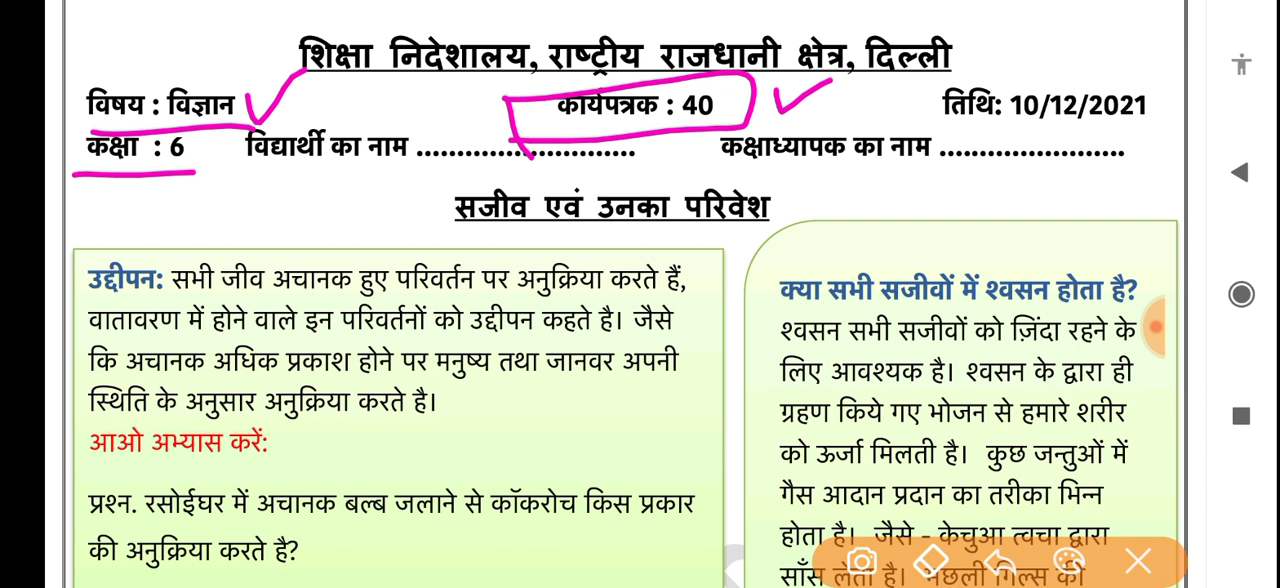 शिक्षा निदेशालय, राष्ट्रीय राजधानी क्षेत्र, दिल्ली
विषय : विज्ञान कार्यपत्रक : 40 तिथि: 10/12/2021
कक्षा : 6 विद्यार्थी का नाम ............................ कक्षाध्यापक का नाम ........................
सजीव एवं उनका परिवेश
उद्दीपन: सभी जीव अचानक हुए परिवर्तन पर अनुक्रिया करते हैं,
वातावरण में होने वाले इन परिवर्तनों को उद्दीपन कहते है। जैसे
कि अचानक अधिक प्रकाश होने पर मनुष्य तथा जानवर अपनी
स्थिति के अनुसार अनुक्रिया करते है।
आओ अभ्यास करें:
प्रश्न. रसोईघर में अचानक बल्ब जलाने से कॉकरोच किस प्रकार
की अनुक्रिया करते है?
क्या सभी सजीवों में श्वसन होता है?
श्वसन सभी सजीवों को ज़िंदा रहने के
लिए आवश्यक है। श्वसन के द्वारा ही
ग्रहण किये गए भोजन से हमारे शरीर
को ऊर्जा मिलती है। कुछ जन्तुओं में
गैस आदान प्रदान का तरीका भिन्न
होता है। जैसे - केचुआ त्वचा द्वारा
साँस लेता है। मछली गिल्स की